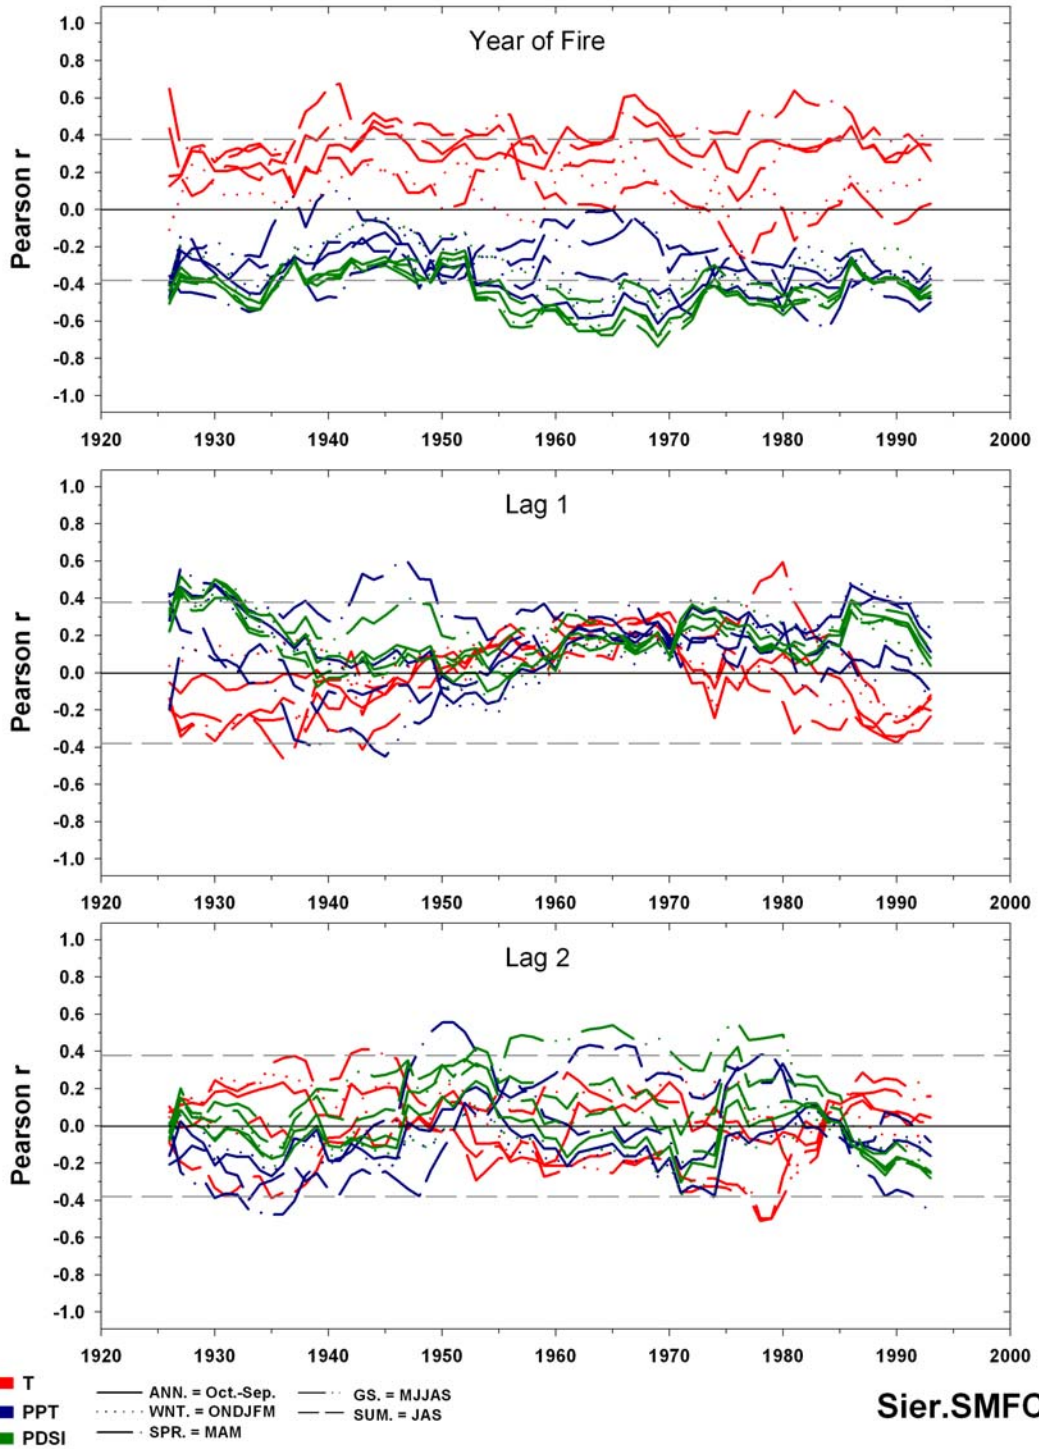 Year of Fire
Pearson r
1.0
0.8
0.6
0.4
0.2
0.0
-0.2
-0.4
-0.6
-0.8
-1.0
1920 1930 1940 1950 1960 1970 1980 1990 2000
Lag 1
Pearson r
1.0
0.8
0.6
0.4
0.2
0.0
-0.2
-0.4
-0.6
-0.8
-1.0
1920 1930 1940 1950 1960 1970 1980 1990 2000
Lag 2
Pearson r
1.0
0.8
0.6
0.4
0.2
0.0
-0.2
-0.4
-0.6
-0.8
-1.0
1920 1930 1940 1950 1960 1970 1980 1990 2000
T
PPT
PDSI
ANN. = Oct.-Sep.
WNT. = ONDJFM
SPR. = MAM
GS. = MJJAS
SUM. = JAS
Sier.SMFC